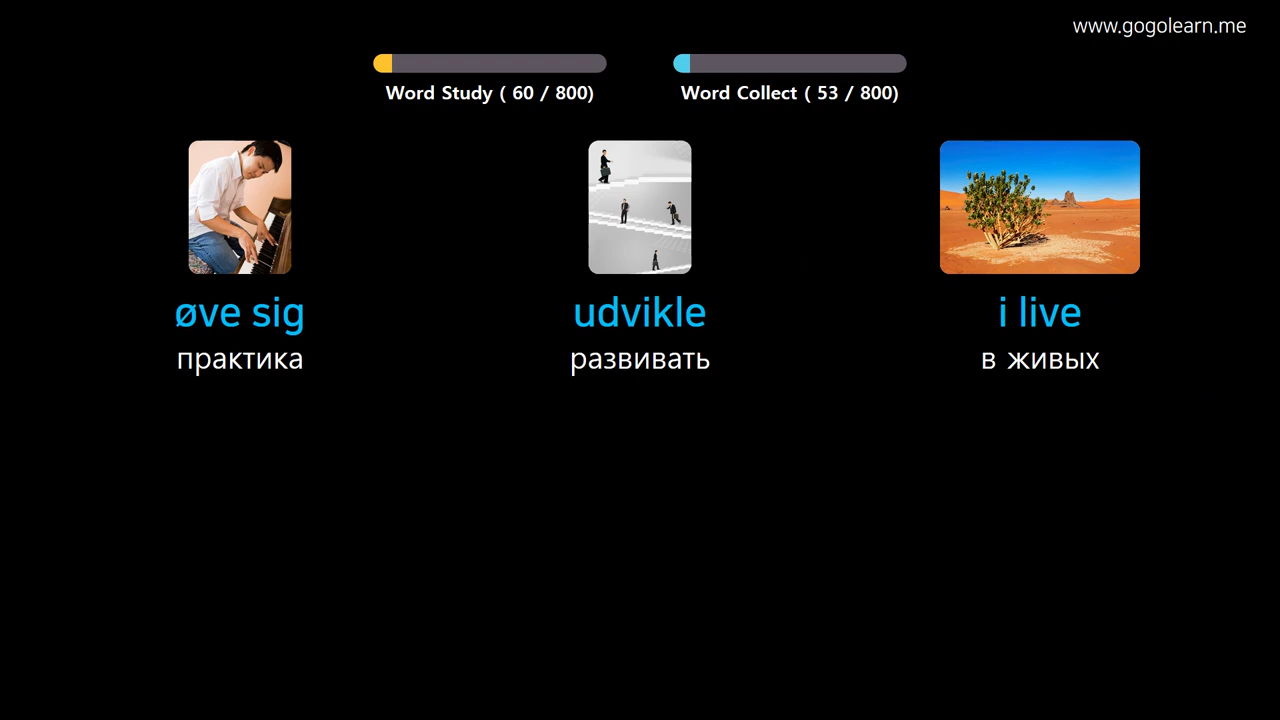 www.gogolearn.me
Word Study ( 60 / 800)
Word Collect ( 53 / 800)
øve sig
практика
udvikle
развивать
i live
в живых